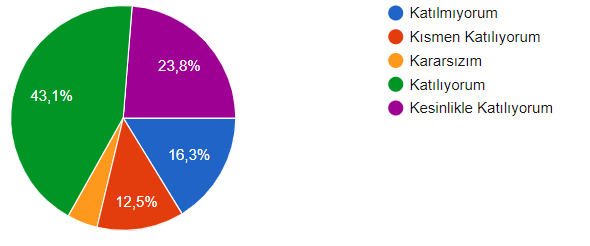 Katılmıyorum
Kısmen Katılıyorum
Kararsızım
Katılıyorum
Kesinlikle Katılıyorum
43,1%
23,8%
16,3%
12,5%